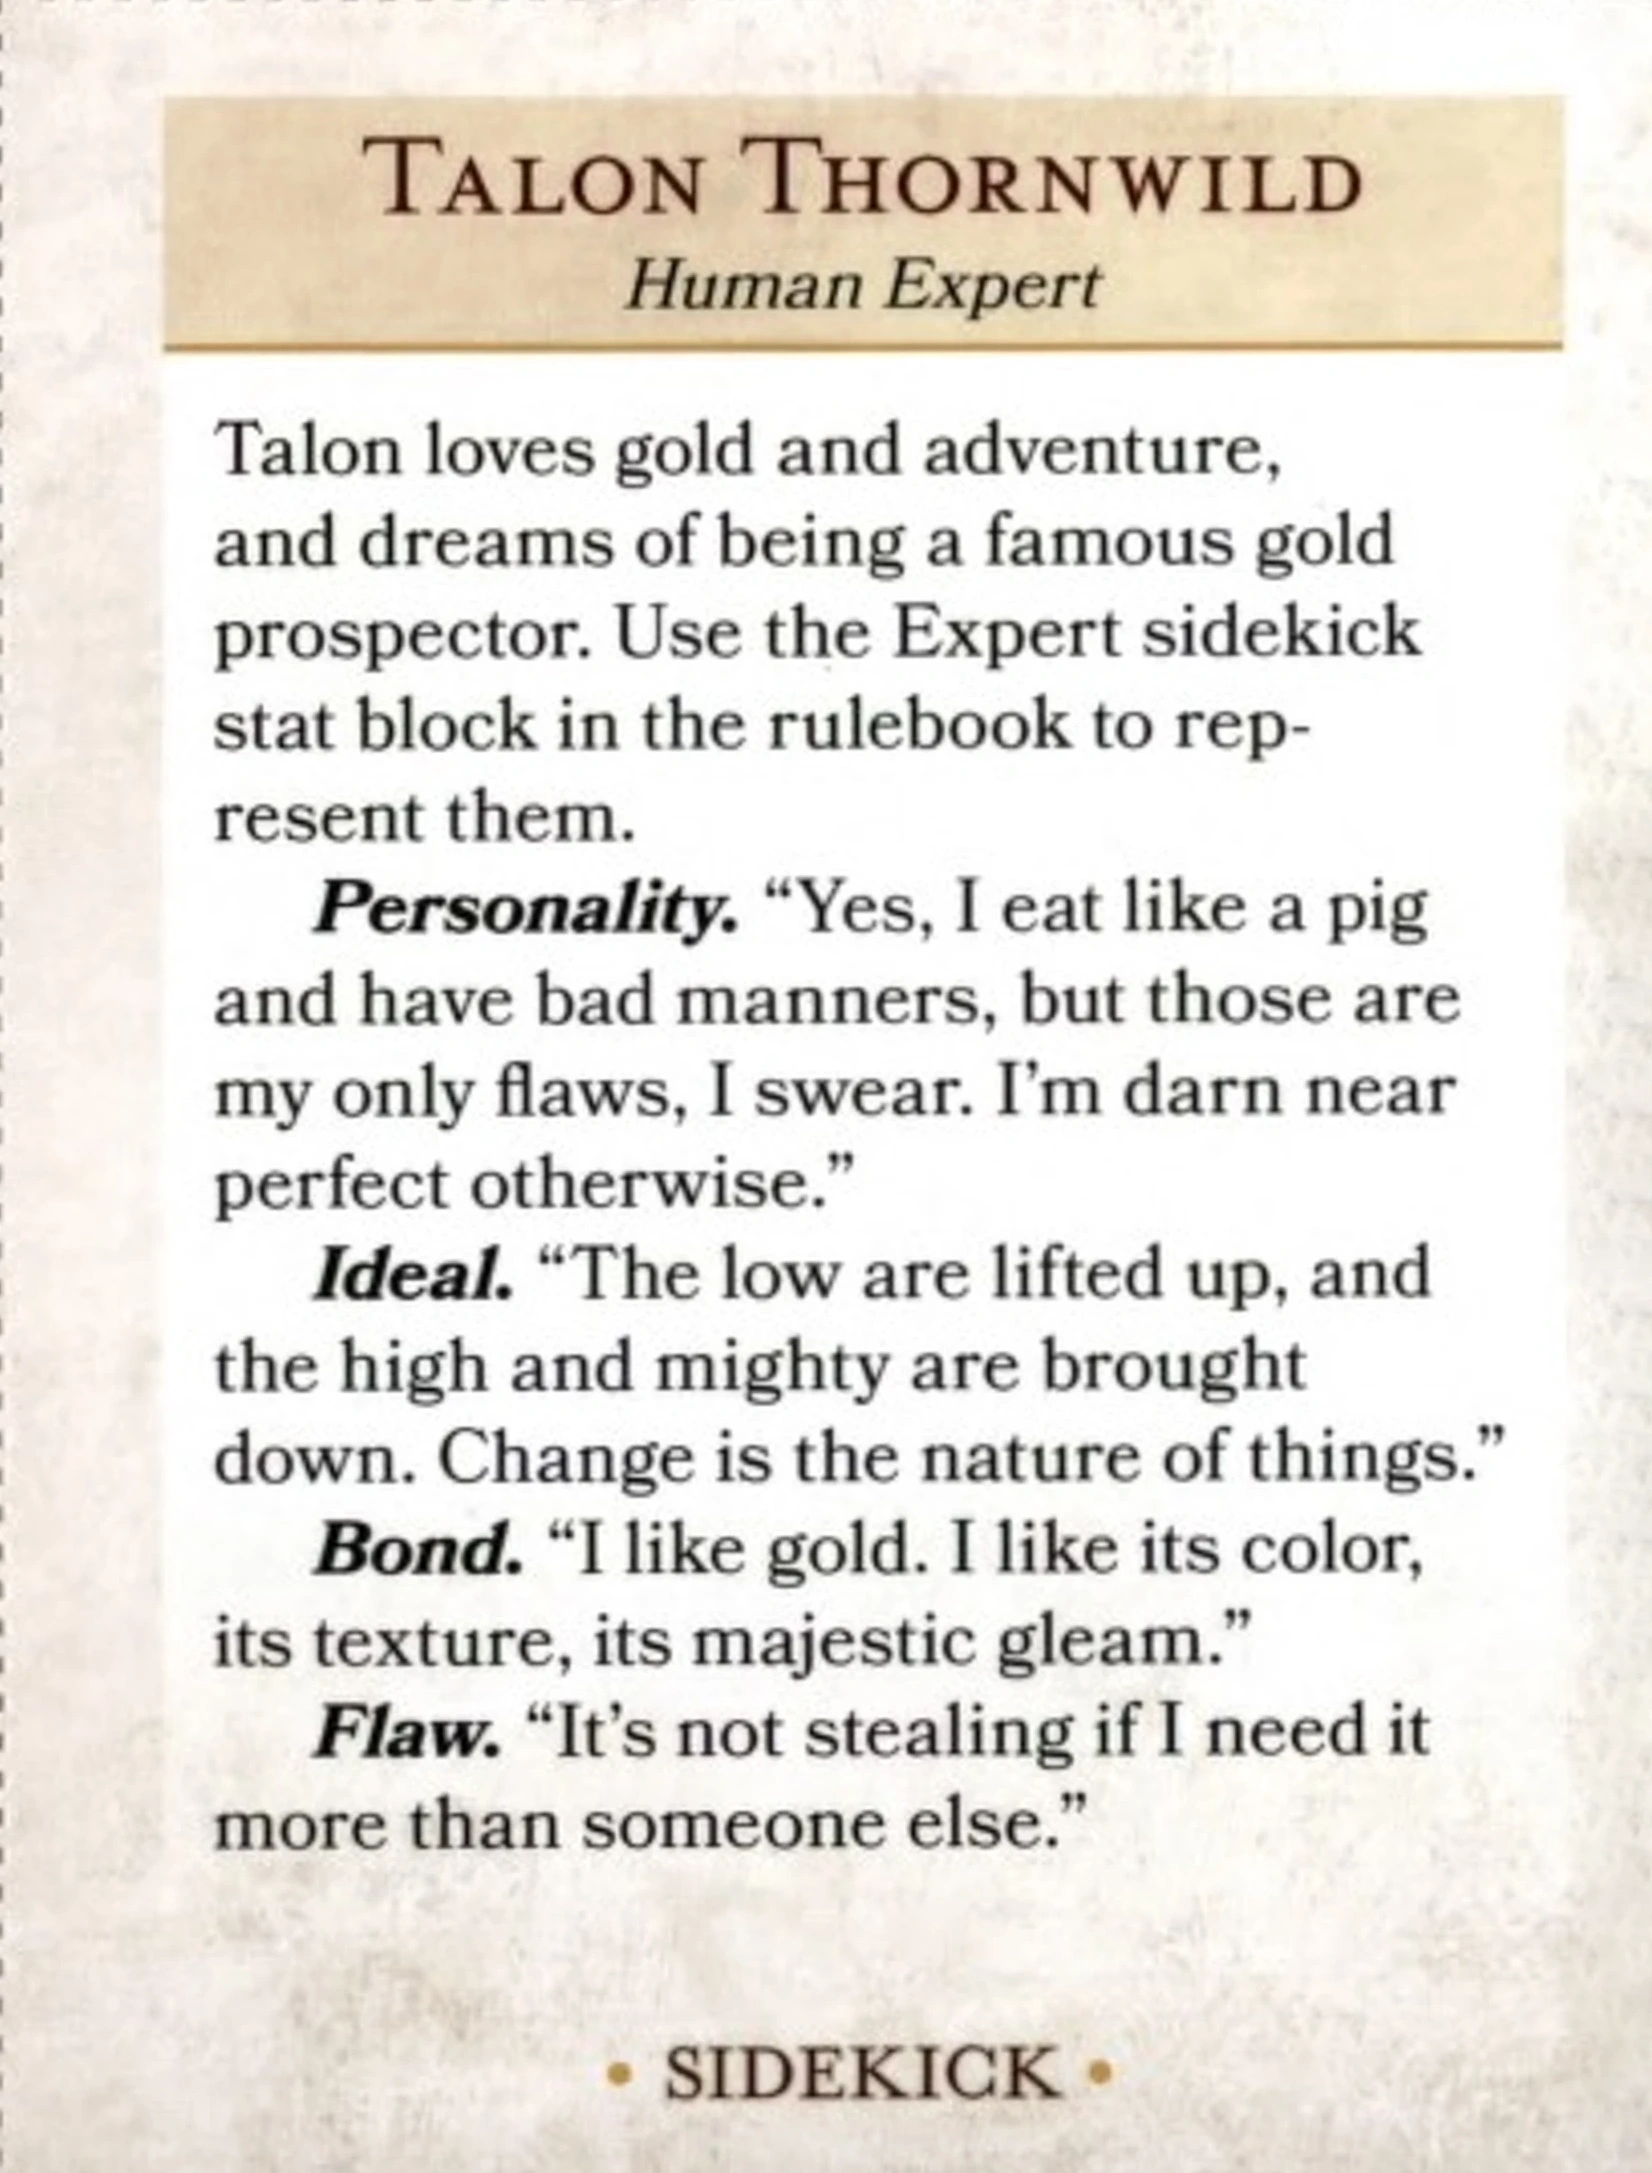 TALON THORNWILD
Human Expert
Talon loves gold and adventure,
and dreams of being a famous gold
prospector. Use the Expert sidekick
stat block in the rulebook to rep-
resent them.
Personality. “Yes, I eat like a pig
and have bad manners, but those are
my only flaws, I swear. I’m darn near
perfect otherwise.”
Ideal. “The low are lifted up, and
the high and mighty are brought
down. Change is the nature of things.”
Bond. “I like gold. I like its color,
its texture, its majestic gleam.”
Flaw. “It’s not stealing if I need it
more than someone else.”
• SIDEKICK •